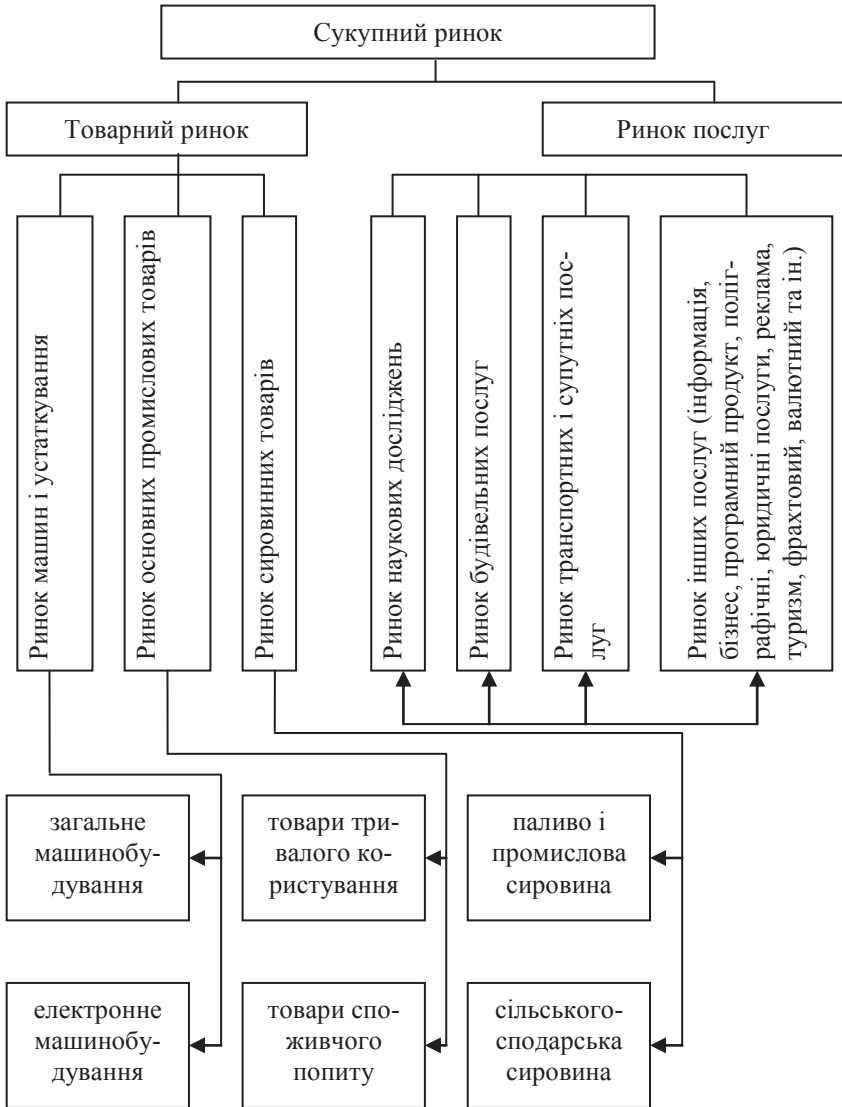 Сукупний ринок
Товарний ринок
Ринок послуг
Ринок машин і устаткування
Ринок основних промислових товарів
Ринок сировинних товарів
Ринок наукових досліджень
Ринок будівельних послуг
Ринок транспортних і супутніх пос-
луг
Ринок інших послуг (інформація,
бізнес, програмний продукт, поліг-
рафічні, юридичні послуги, реклама,
туризм, фрахтовий, валютний та ін.)
загальне
машинобу-
дування
товари три-
валого ко-
ристування
паливо і
промислова
сировина
електронне
машинобу-
дування
товари спо-
живчого
попиту
сільського-
сподарська
сировина